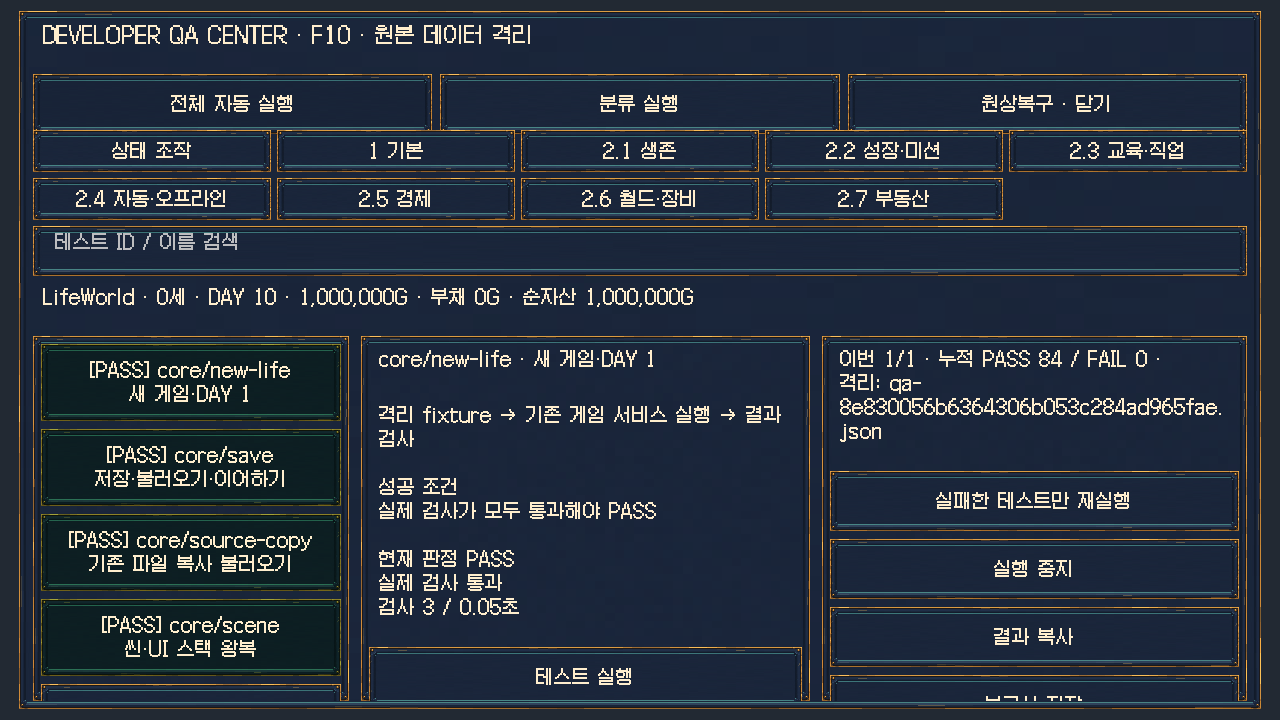 DEVELOPER QA CENTER · F10 · 원본 데이터 격리
전체 자동 실행
분류 실행
원상복구 · 닫기
상태 조작
1 기본
2.1 생존
2.2 성장·미션
2.3 교육·직업
2.4 자동·오프라인
2.5 경제
2.6 월드·장비
2.7 부동산
테스트 ID / 이름 검색
LifeWorld · 0세 · DAY 10 · 1,000,000G · 부채 0G · 순자산 1,000,000G
[PASS] core/new-life
새 게임·DAY 1
[PASS] core/save
저장·불러오기·이어하기
[PASS] core/source-copy
기존 파일 복사 불러오기
[PASS] core/scene
씬·UI 스택 왕복
core/new-life · 새 게임·DAY 1
격리 fixture → 기존 게임 서비스 실행 → 결과
검사
성공 조건
실제 검사가 모두 통과해야 PASS
현재 판정 PASS
실제 검사 통과
검사 3 / 0.05초
테스트 실행
이번 1/1 · 누적 PASS 84 / FAIL 0 ·
격리: qa-
8e830056b6364306b053c284ad965fae.
json
실패한 테스트만 재실행
실행 중지
결과 복사